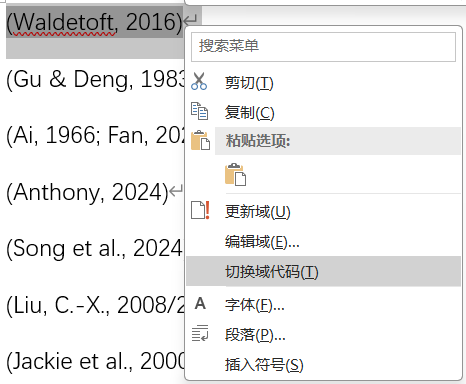 (Waldetoft, 2016)↵
搜索菜单
(Gu & Deng, 1983
剪切(T)
复制(C)
(Ai, 1966; Fan, 202
粘贴选项:
(Anthony, 2024)↵
更新域(U)
编辑域(E)...
(Song et al., 2024
切换域代码(T)
(Liu, C.-X., 2008/2
A 字体(F)...
段落(P)...
(Jackie et al., 2000
插入符号(S)